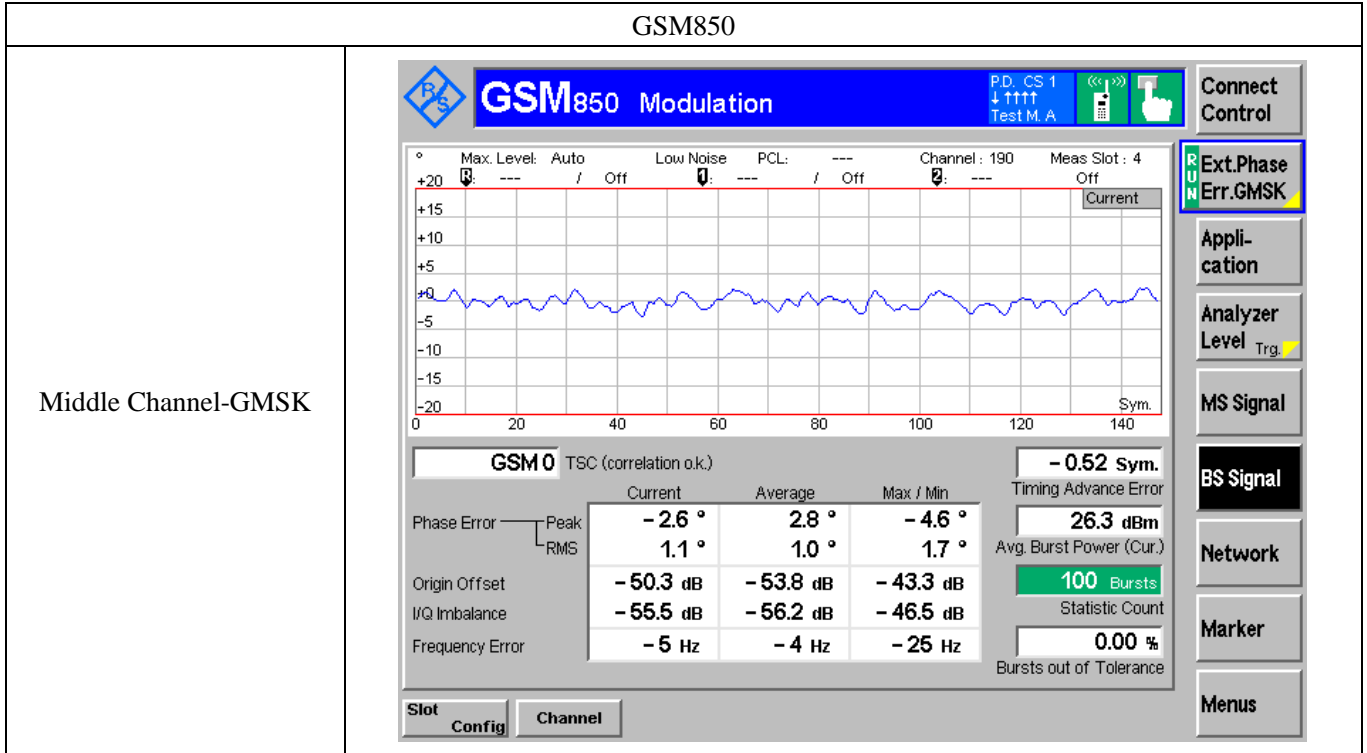 GSM850
Middle Channel-GMSK
R/S
GSM850 Modulation
P.D. CS 1
↓ ↑↑↑↑
Test M. A
Connect
Control
° Max. Level: Auto Low Noise PCL: --- Channel : 190 Meas Slot : 4
R: --- / Off 1: --- / Off 2: --- Off
RUN
Ext.Phase
Err.GMSK
Current
+20
+15
+10
+5
+0
-5
-10
-15
-20
Sym.
0 20 40 60 80 100 120 140
Appli-
cation
Analyzer
Level Trg.
MS Signal
BS Signal
Network
Marker
Menus
GSM 0 TSC (correlation o.k.)
Current Average Max / Min
Phase Error Peak - 2.6 ° 2.8 ° - 4.6 °
RMS 1.1 ° 1.0 ° 1.7 °
Origin Offset - 50.3 dB - 53.8 dB - 43.3 dB
I/Q Imbalance - 55.5 dB - 56.2 dB - 46.5 dB
Frequency Error - 5 Hz - 4 Hz - 25 Hz
- 0.52 Sym.
Timing Advance Error
26.3 dBm
Avg. Burst Power (Cur.)
100 Bursts
Statistic Count
0.00 %
Bursts out of Tolerance
Slot
Config
Channel